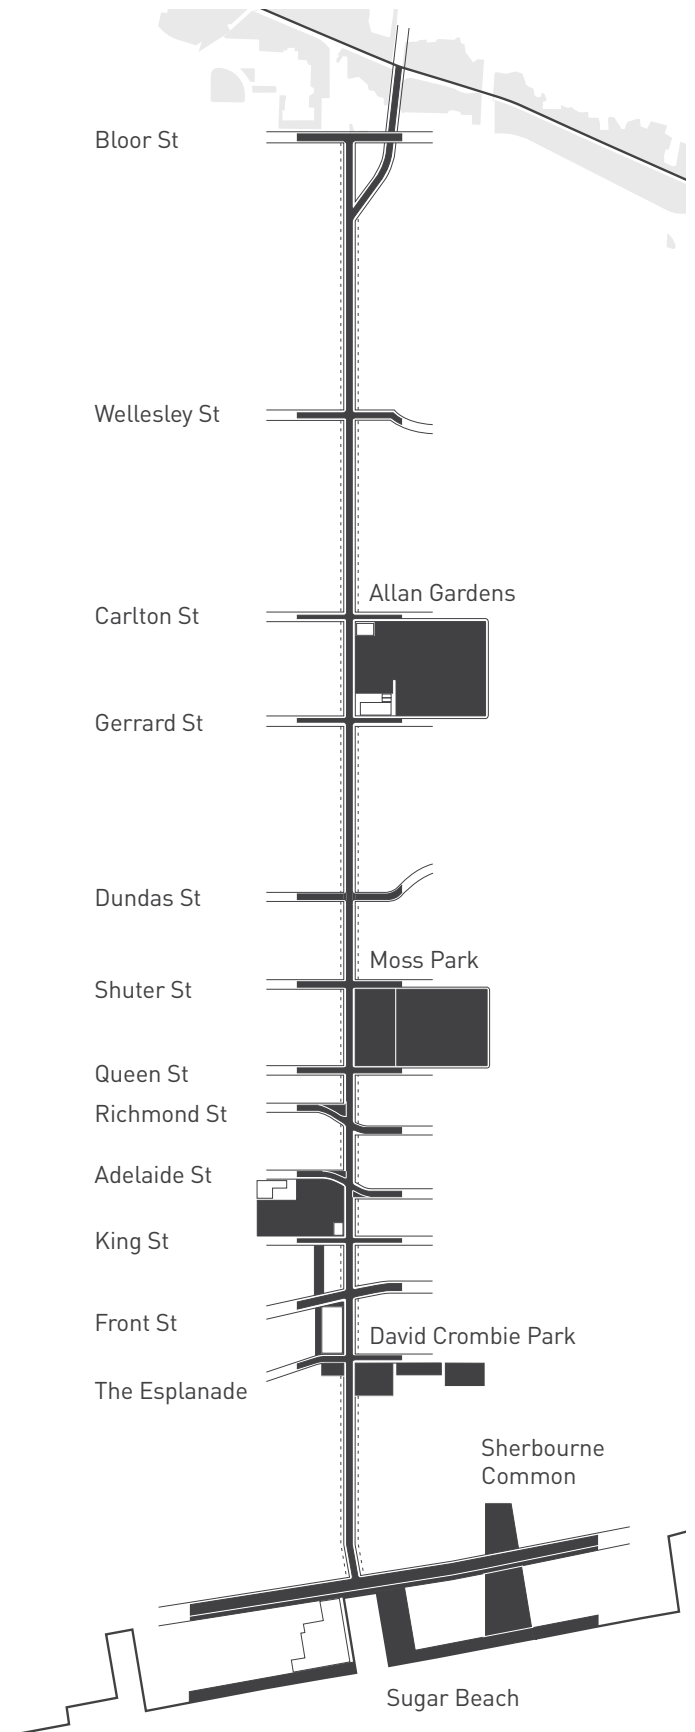 Bloor St
Wellesley St
Allan Gardens
Carlton St
Gerrard St
Dundas St
Moss Park
Shuter St
Queen St
Richmond St
Adelaide St
King St
Front St
David Crombie Park
The Esplanade
Sherbourne
Common
Sugar Beach